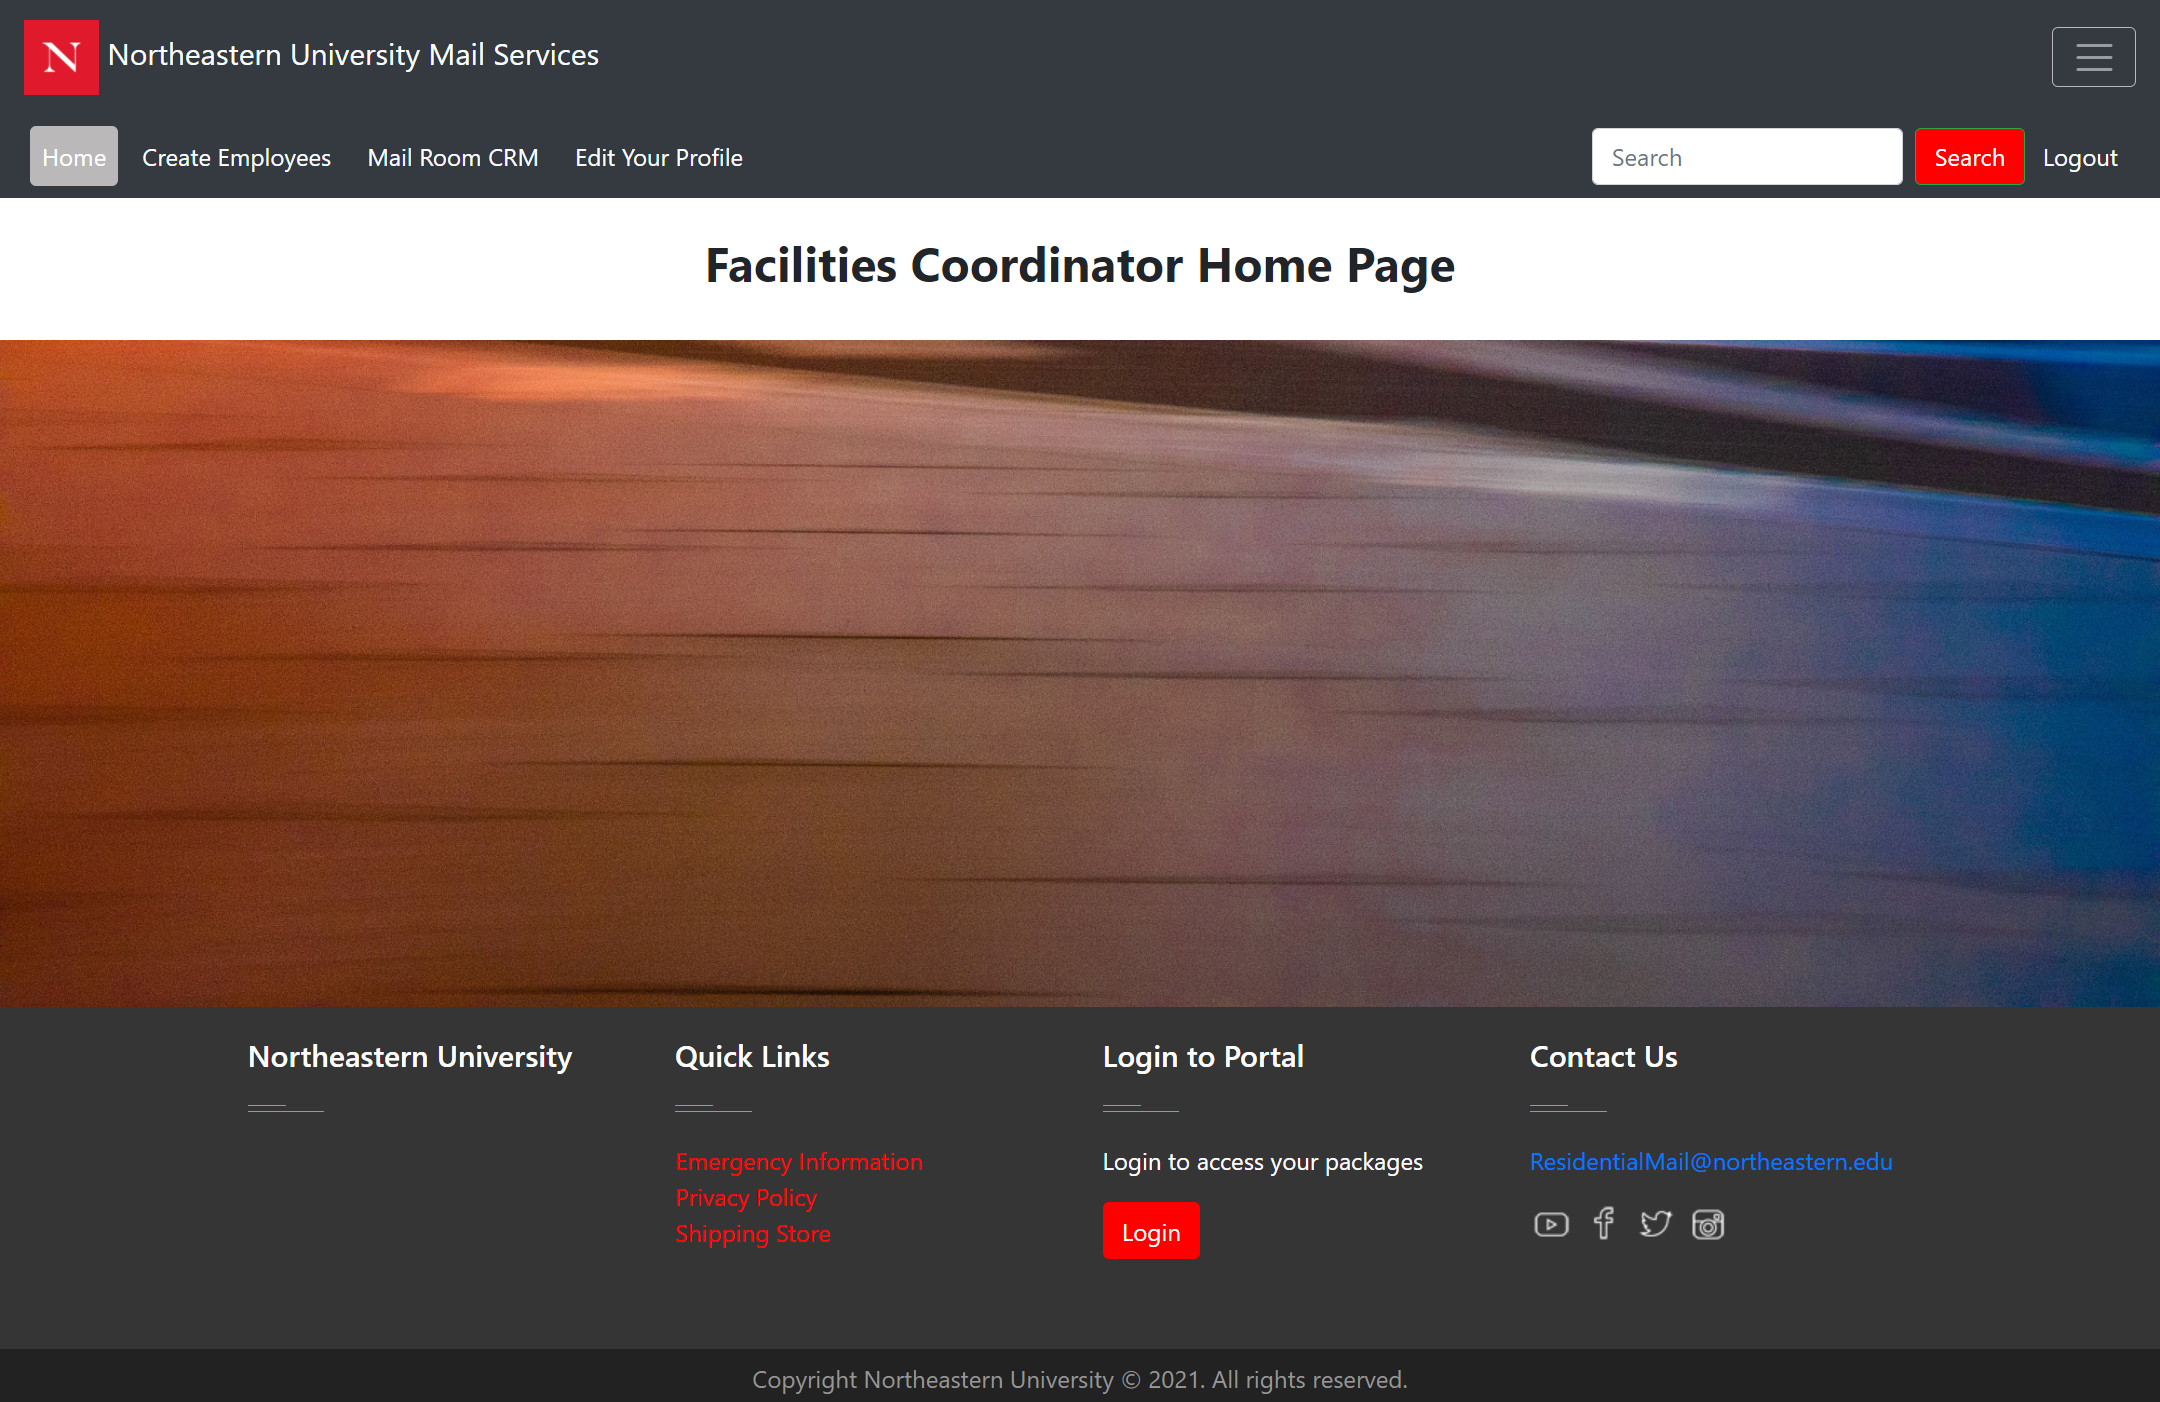 N Northeastern University Mail Services
Home Create Employees Mail Room CRM Edit Your Profile Search Search Logout
Facilities Coordinator Home Page
Northeastern University
Quick Links
Emergency Information
Privacy Policy
Shipping Store
Login to Portal
Login to access your packages
Login
Contact Us
ResidentialMail@northeastern.edu
Copyright Northeastern University © 2021. All rights reserved.